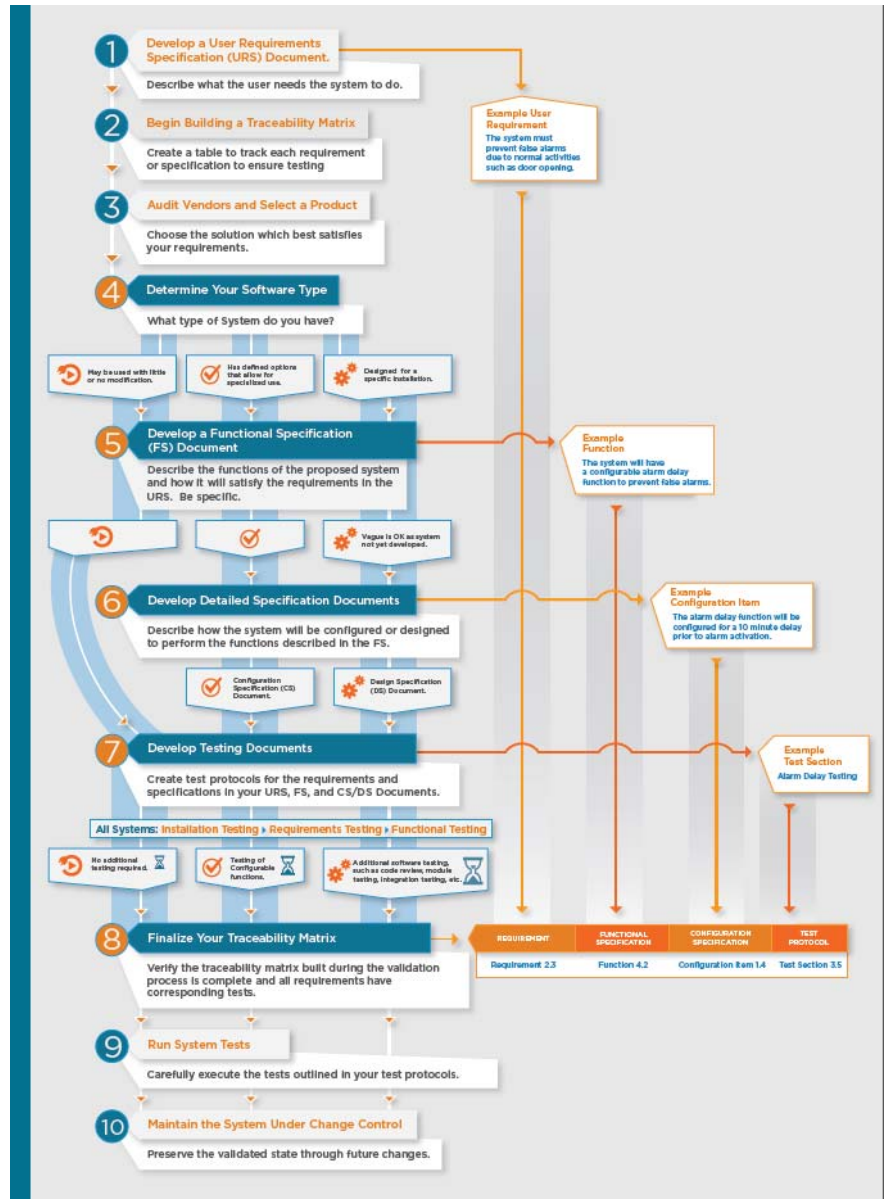 1
Develop a User Requirements
Specification (URS) Document.
Describe what the user needs the system to do.
Example User
Requirement
The system must
prevent false alarms
due to normal activities
such as door opening.
2
Begin Building a Traceability Matrix
Create a table to track each requirement
or specification to ensure testing
3
Audit Vendors and Select a Product
Choose the solution which best satisfies
your requirements.
4
Determine Your Software Type
What type of System do you have?
May be used with little
or no modification.
Has defined options
that allow for
specialized use.
Designed for a
specific installation.
5
Develop a Functional Specification
(FS) Document
Describe the functions of the proposed system
and how it will satisfy the requirements in the
URS. Be specific.
Example
Function
The system will have
a configurable alarm delay
function to prevent false alarms.
Vague is OK as system
not yet developed.
6
Develop Detailed Specification Documents
Describe how the system will be configured or designed
to perform the functions described in the FS.
Example
Configuration Item
The alarm delay function will be
configured for a 10 minute delay
prior to alarm activation.
Configuration
Specification (CS)
Document.
Design Specification
(DS) Document.
7
Develop Testing Documents
Create test protocols for the requirements and
specifications in your URS, FS, and CS/DS Documents.
Example
Test Section
Alarm Delay Testing
All Systems: Installation Testing Requirements Testing Functional Testing
No additional
testing required.
Testing of
Configurable
functions.
Additional software testing,
such as code review, module
testing, integration testing, etc.
8
Finalize Your Traceability Matrix
Verify the traceability matrix built during the validation
process is complete and all requirements have
corresponding tests.
REQUIREMENT
FUNCTIONAL
SPECIFICATION
CONFIGURATION
SPECIFICATION
TEST
PROTOCOL
Requirement 2.3
Function 4.2
Configuration Item 1.4
Test Section 3.5
9
Run System Tests
Carefully execute the tests outlined in your test protocols.
10
Maintain the System Under Change Control
Preserve the validated state through future changes.